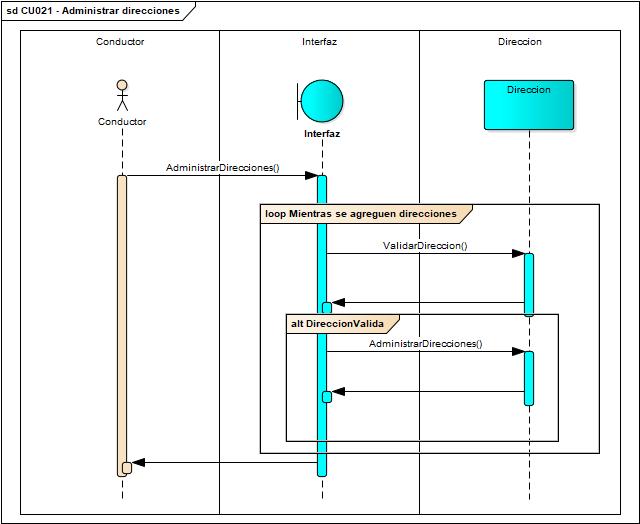 sd CU021 - Administrar direcciones
Conductor
Interfaz
Direccion
Direccion
Conductor
Interfaz
AdministrarDirecciones()
loop Mientras se agreguen direcciones
ValidarDireccion()
alt DireccionValida
AdministrarDirecciones()